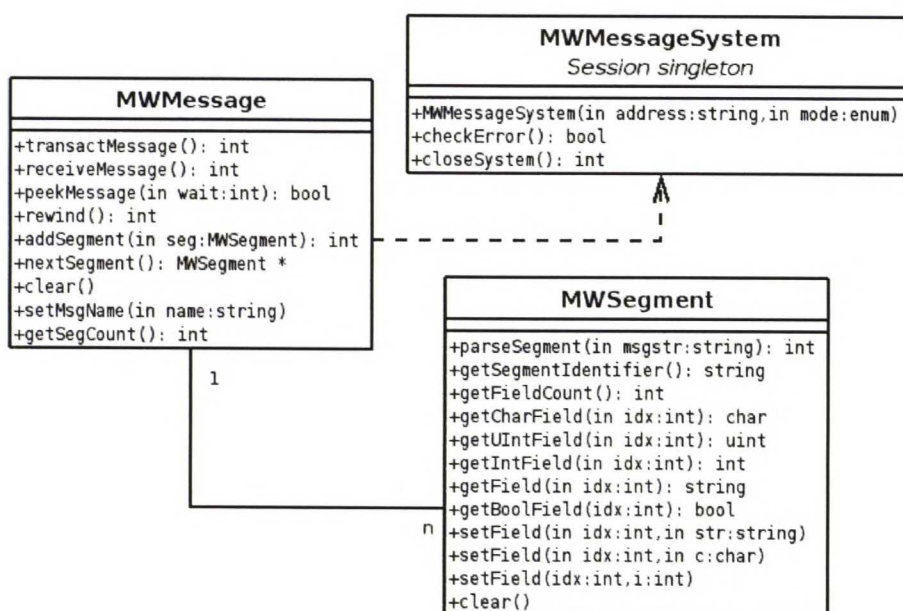 MWMessageSystem
Session singleton
+MWMessageSystem(in address:string,in mode:enum)
+checkError(): bool
+closeSystem(): int
MWMessage
+transactMessage(): int
+receiveMessage(): int
+peekMessage(in wait:int): bool
+rewind(): int
+addSegment(in seg:MWSegment): int
+nextSegment(): MWSegment *
+clear()
+setMsgName(in name:string)
+getSegCount(): int
1
n
MWSegment
+parseSegment(in msgstr:string): int
+getSegmentIdentifier(): string
+getFieldCount(): int
+getCharField(in idx:int): char
+getUIntField(in idx:int): uint
+getIntField(in idx:int): int
+getField(in idx:int): string
+getBoolField(idx:int): bool
+setField(in idx:int,in str:string)
+setField(in idx:int,in c:char)
+setField(idx:int,i:int)
+clear()